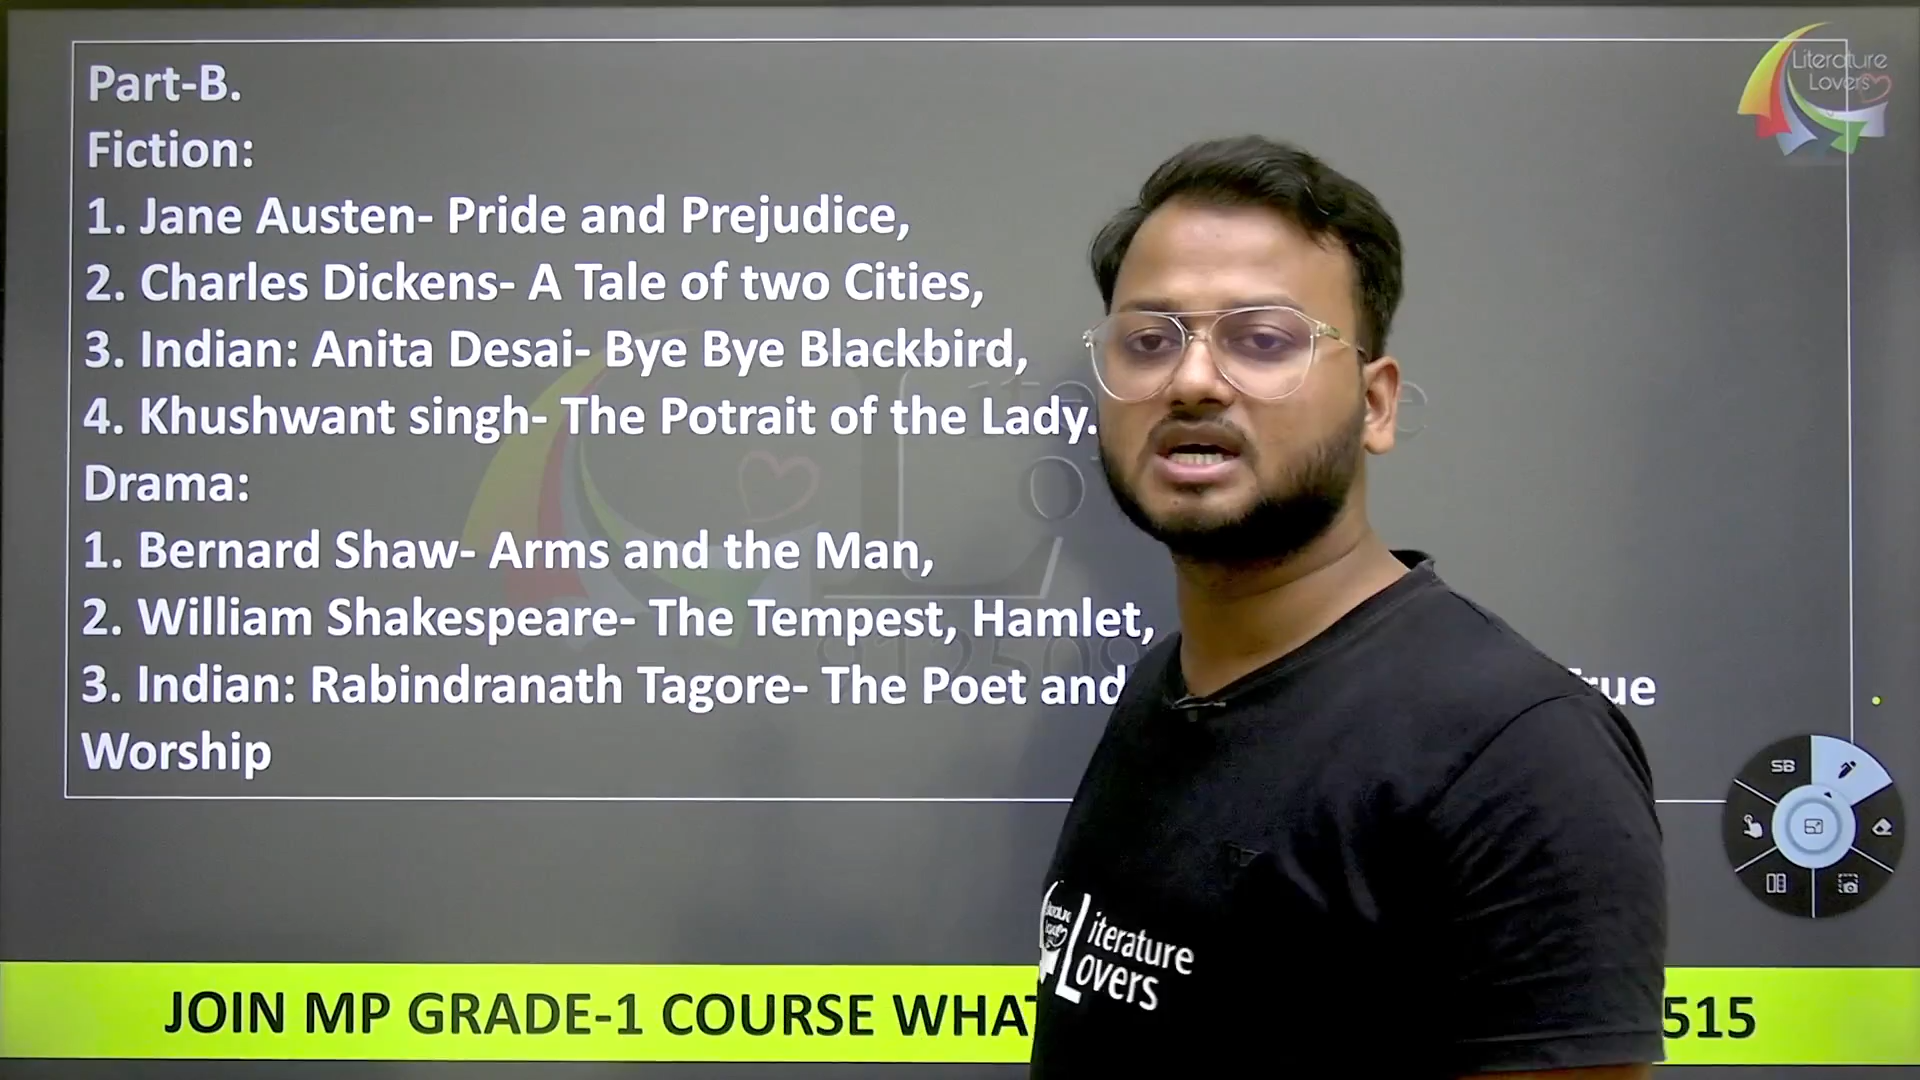 Part-B.
Fiction:
1. Jane Austen- Pride and Prejudice,
2. Charles Dickens- A Tale of two Cities,
3. Indian: Anita Desai- Bye Bye Blackbird,
4. Khushwant singh- The Potrait of the Lady.
Drama:
1. Bernard Shaw- Arms and the Man,
2. William Shakespeare- The Tempest, Hamlet,
3. Indian: Rabindranath Tagore- The Poet and
Worship
Literature
Lovers
SB
Literature
Lovers
JOIN MP GRADE-1 COURSE 515